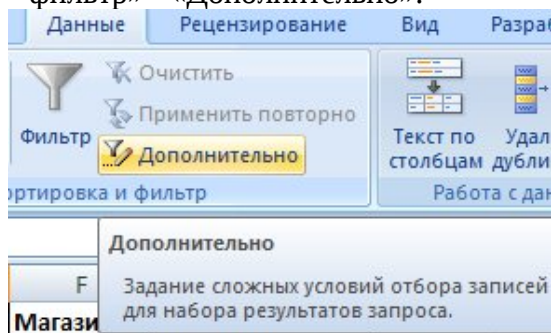 фильтр» - «Дополнительно».
Данные Рецензирование Вид
Очистить
Применить повторно
Фильтр
Дополнительно
Текст по столбцам
и фильтр
Работа с
Дополнительно
F
Задание сложных условий отбора записей
для набора результатов запроса.